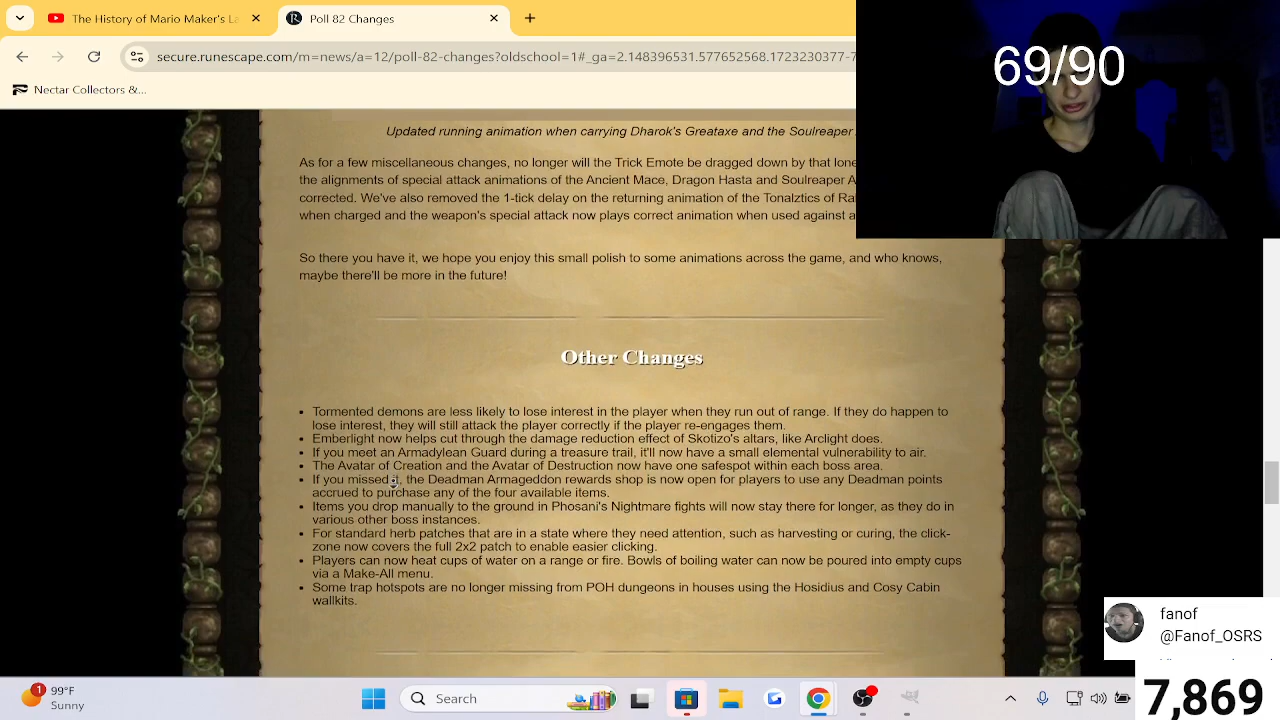 The History of Mario Maker's La
Poll 82 Changes
secure.runescape.com/m=news/a=12/poll-82-changes?oldschool=1#_ga=2.148396531.577652568.1723230377-7
Nectar Collectors &...
69/90
Updated running animation when carrying Dharok's Greataxe and the Soulreaper
As for a few miscellaneous changes, no longer will the Trick Emote be dragged down by that lone
the alignments of special attack animations of the Ancient Mace, Dragon Hasta and Soulreaper A
corrected. We've also removed the 1-tick delay on the returning animation of the Tonalztics of Ral
when charged and the weapon's special attack now plays correct animation when used against a
So there you have it, we hope you enjoy this small polish to some animations across the game, and who knows,
maybe there'll be more in the future!
Other Changes
• Tormented demons are less likely to lose interest in the player when they run out of range. If they do happen to
lose interest, they will still attack the player correctly if the player re-engages them.
• Emberlight now helps cut through the damage reduction effect of Skotizo's altars, like Arclight does.
• If you meet an Armadylean Guard during a treasure trail, it'll now have a small elemental vulnerability to air.
• The Avatar of Creation and the Avatar of Destruction now have one safespot within each boss area.
• If you missed it, the Deadman Armageddon rewards shop is now open for players to use any Deadman points
accrued to purchase any of the four available items.
• Items you drop manually to the ground in Phosani's Nightmare fights will now stay there for longer, as they do in
various other boss instances.
• For standard herb patches that are in a state where they need attention, such as harvesting or curing, the click-
zone now covers the full 2x2 patch to enable easier clicking.
• Players can now heat cups of water on a range or fire. Bowls of boiling water can now be poured into empty cups
via a Make-All menu.
• Some trap hotspots are no longer missing from POH dungeons in houses using the Hosidius and Cosy Cabin
wallkits.
fanof
@Fanof_OSRS
7,869
1
99°F
Sunny
Search